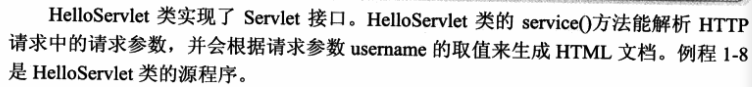 HelloServlet 类实现了 Servlet 接口。HelloServlet 类的 service()方法能解析 HTTP
请求中的请求参数，并会根据请求参数 username 的取值来生成 HTML 文档。例程 1-8
是 HelloServlet 类的源程序。